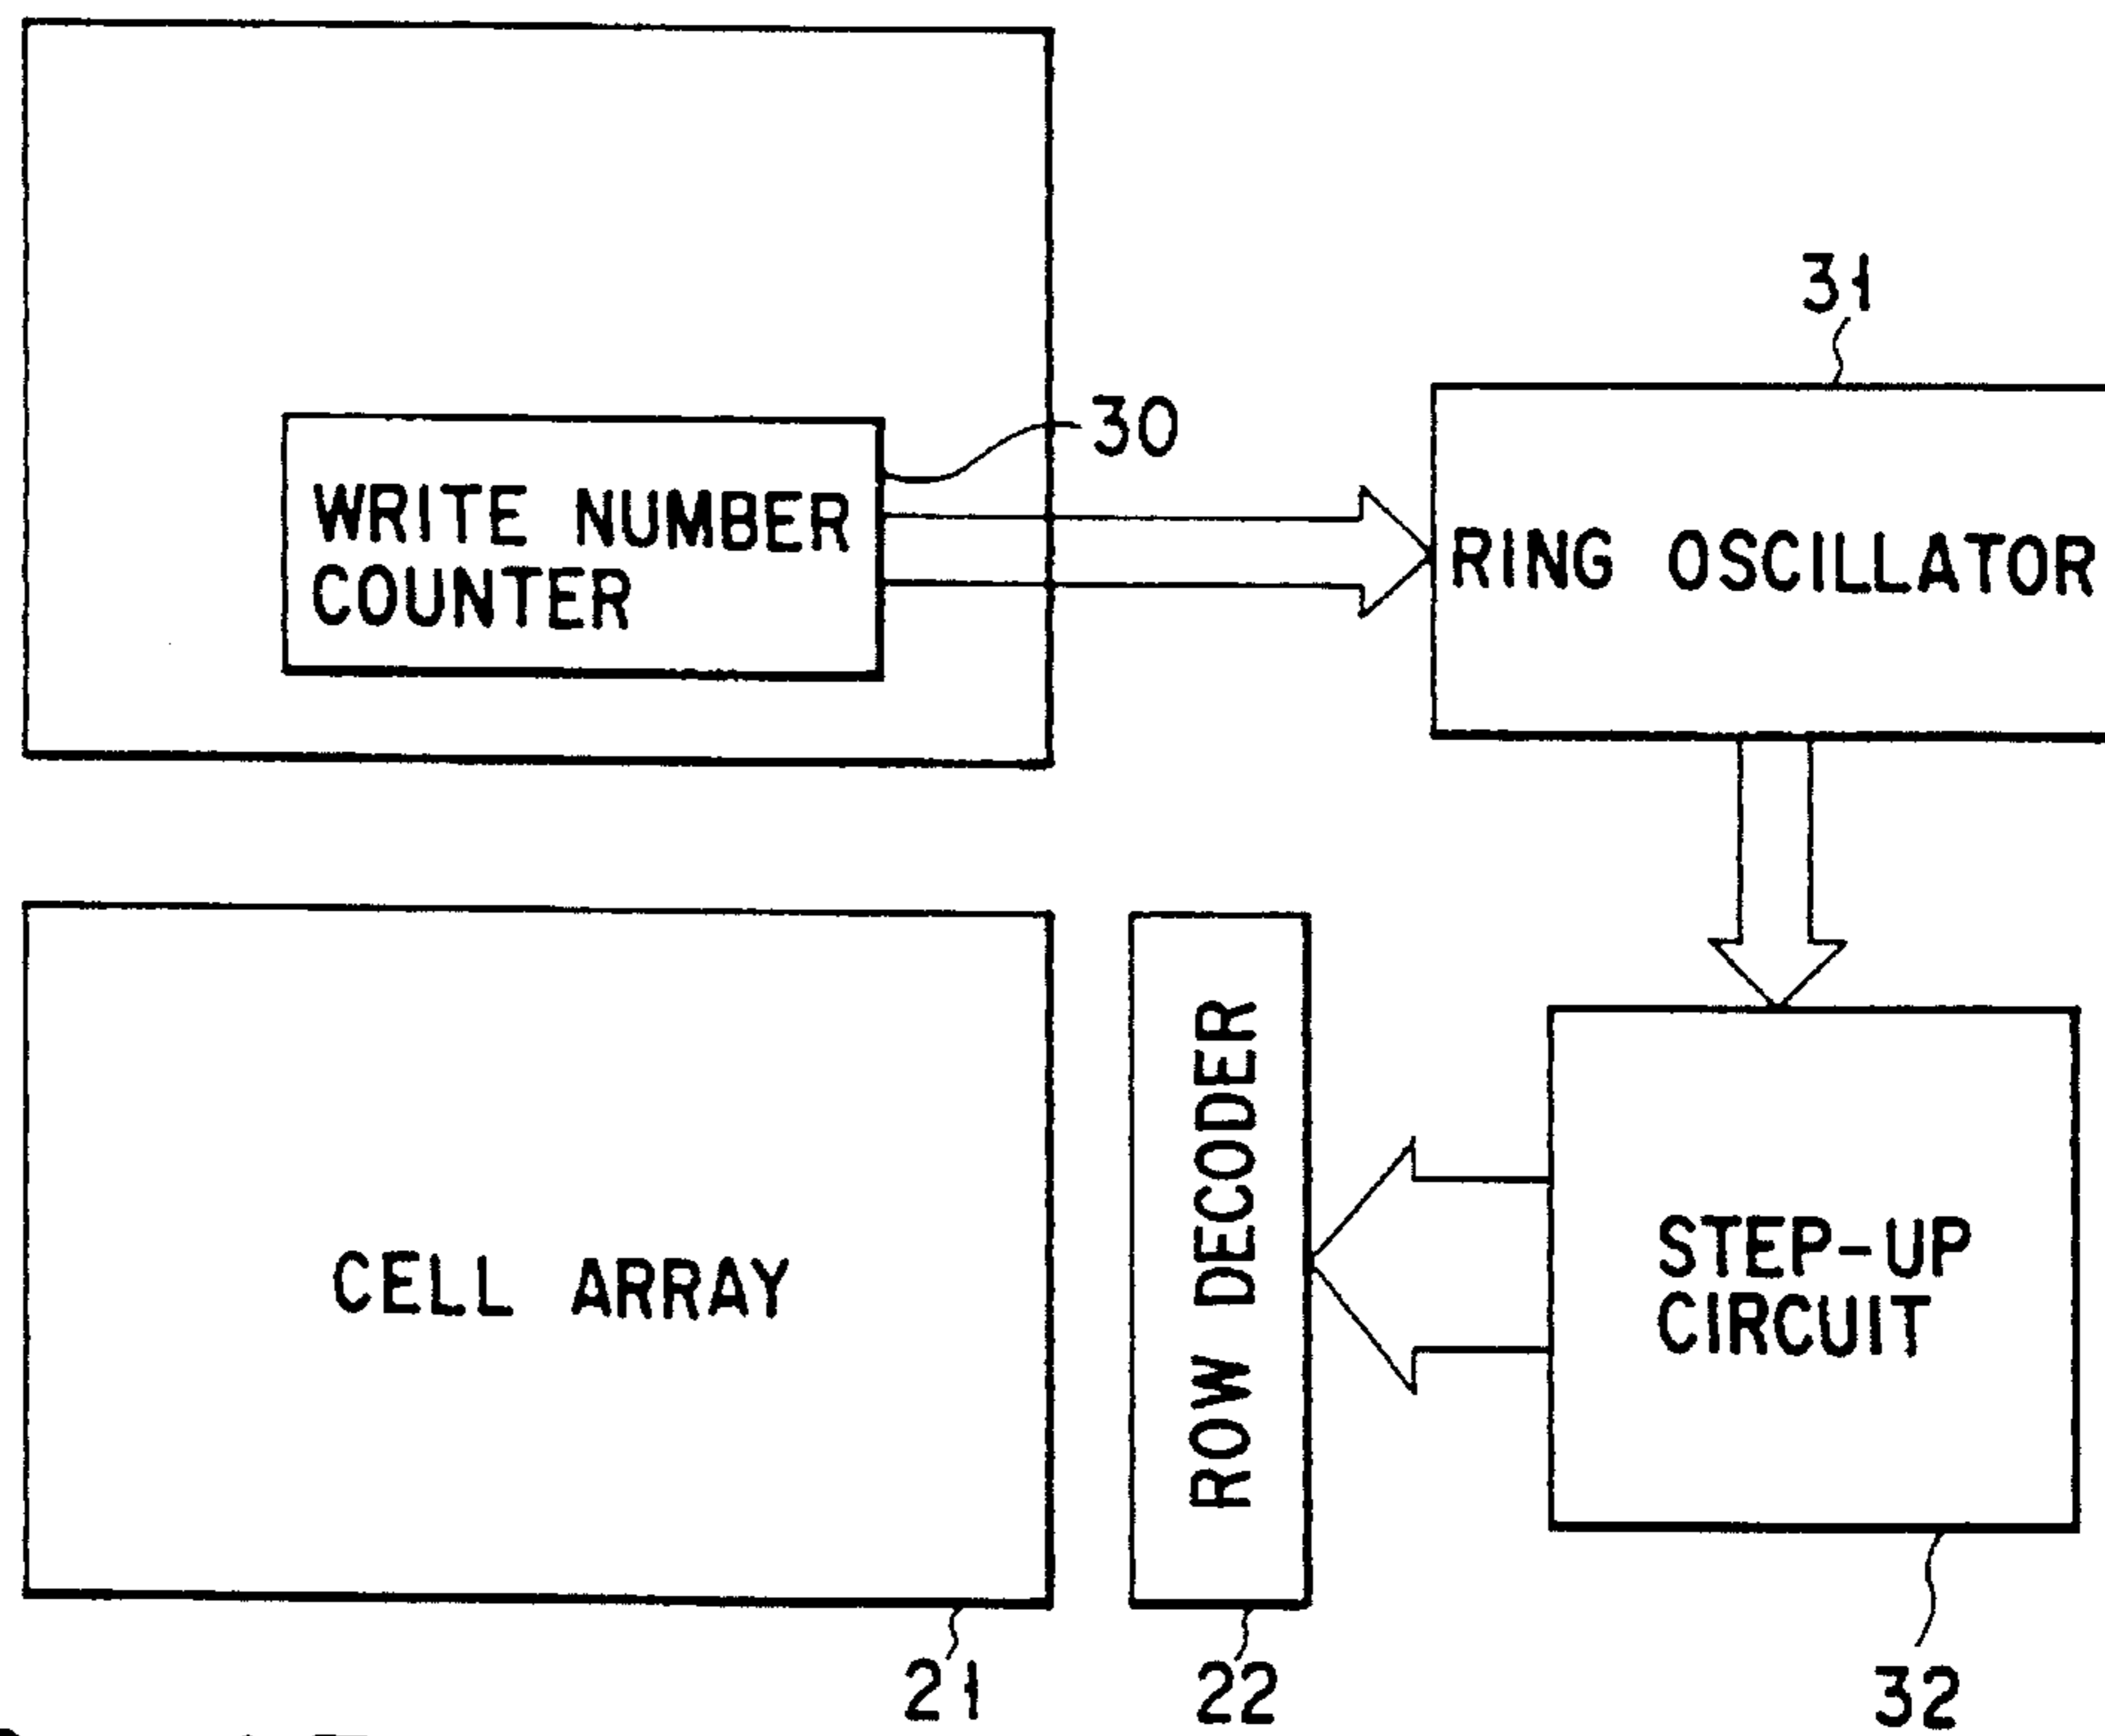 31
30
WRITE NUMBER
COUNTER
RING OSCILLATOR
ROW DECODER
CELL ARRAY
STEP-UP
CIRCUIT
21
22
32